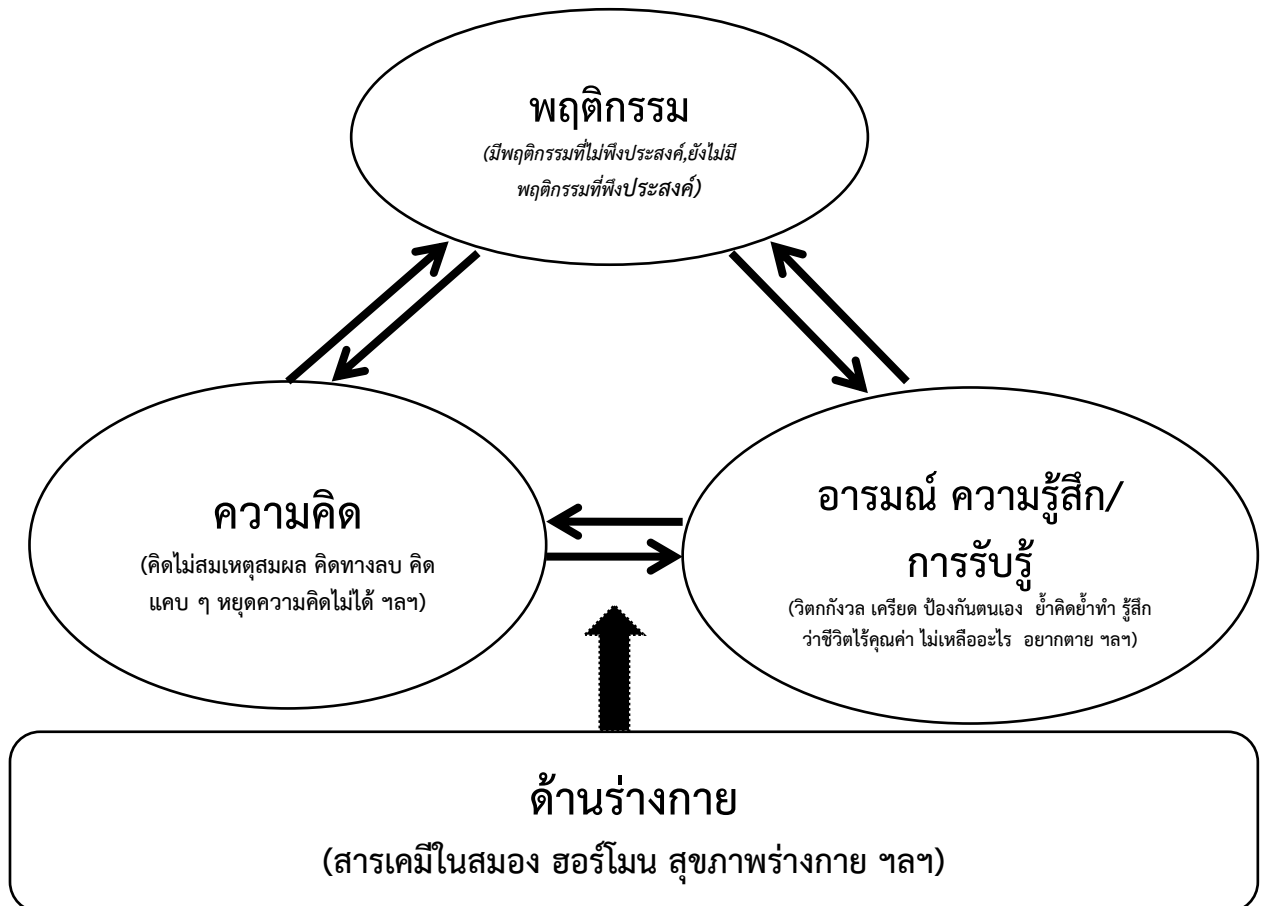 พฤติกรรม
(มีพฤติกรรมที่ไม่พึงประสงค์,ยังไม่มี
พฤติกรรมที่พึงประสงค์)
ความคิด
(คิดไม่สมเหตุสมผล คิดทางลบ คิด
แคบ ๆ หยุดความคิดไม่ได้ ฯลฯ)
อารมณ์ ความรู้สึก/
การรับรู้
(วิตกกังวล เครียด ป้องกันตนเอง ย้ำคิดย้ำทำ รู้สึก
ว่าชีวิตไร้คุณค่า ไม่เหลืออะไร อยากตาย ฯลฯ)
ด้านร่างกาย
(สารเคมีในสมอง ฮอร์โมน สุขภาพร่างกาย ฯลฯ)